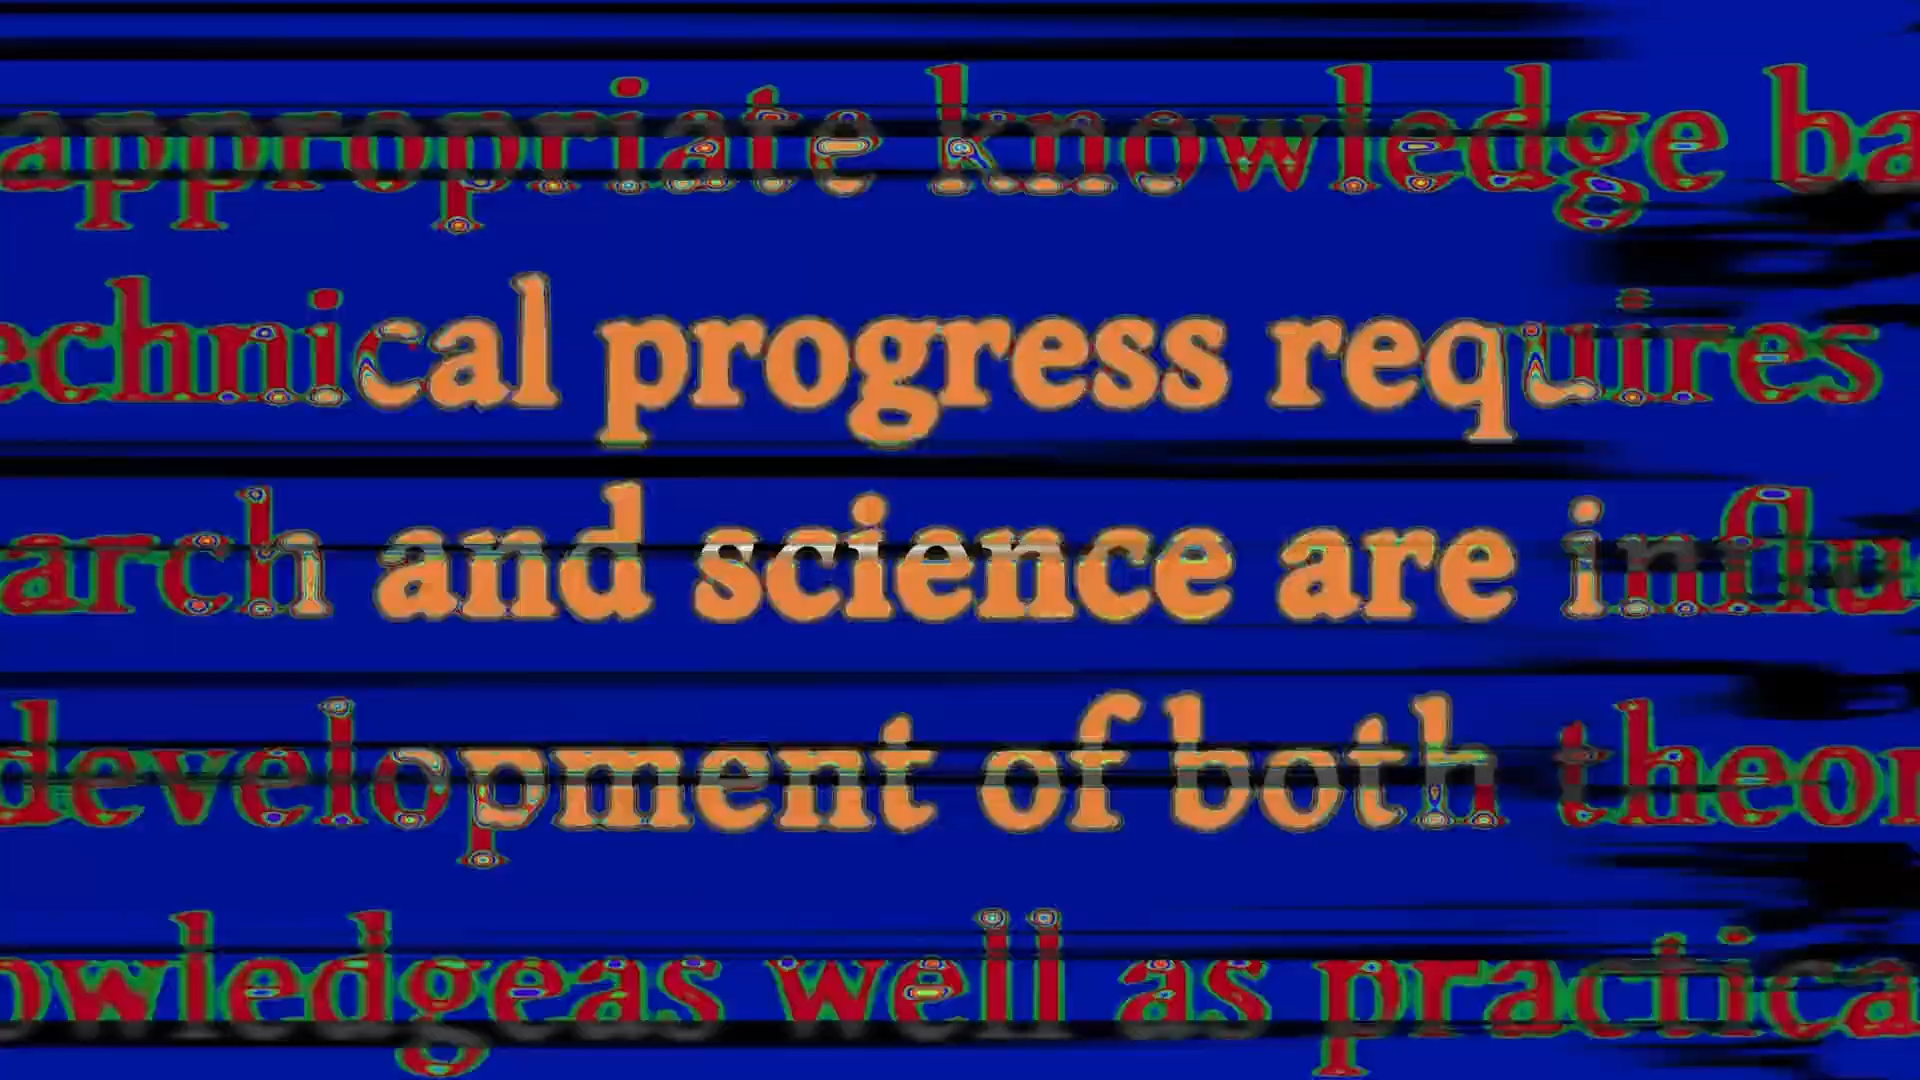 appropriate knowledge ba
echnical progress requires
arch and science are influ
development of both theor
owledgeas well as practica